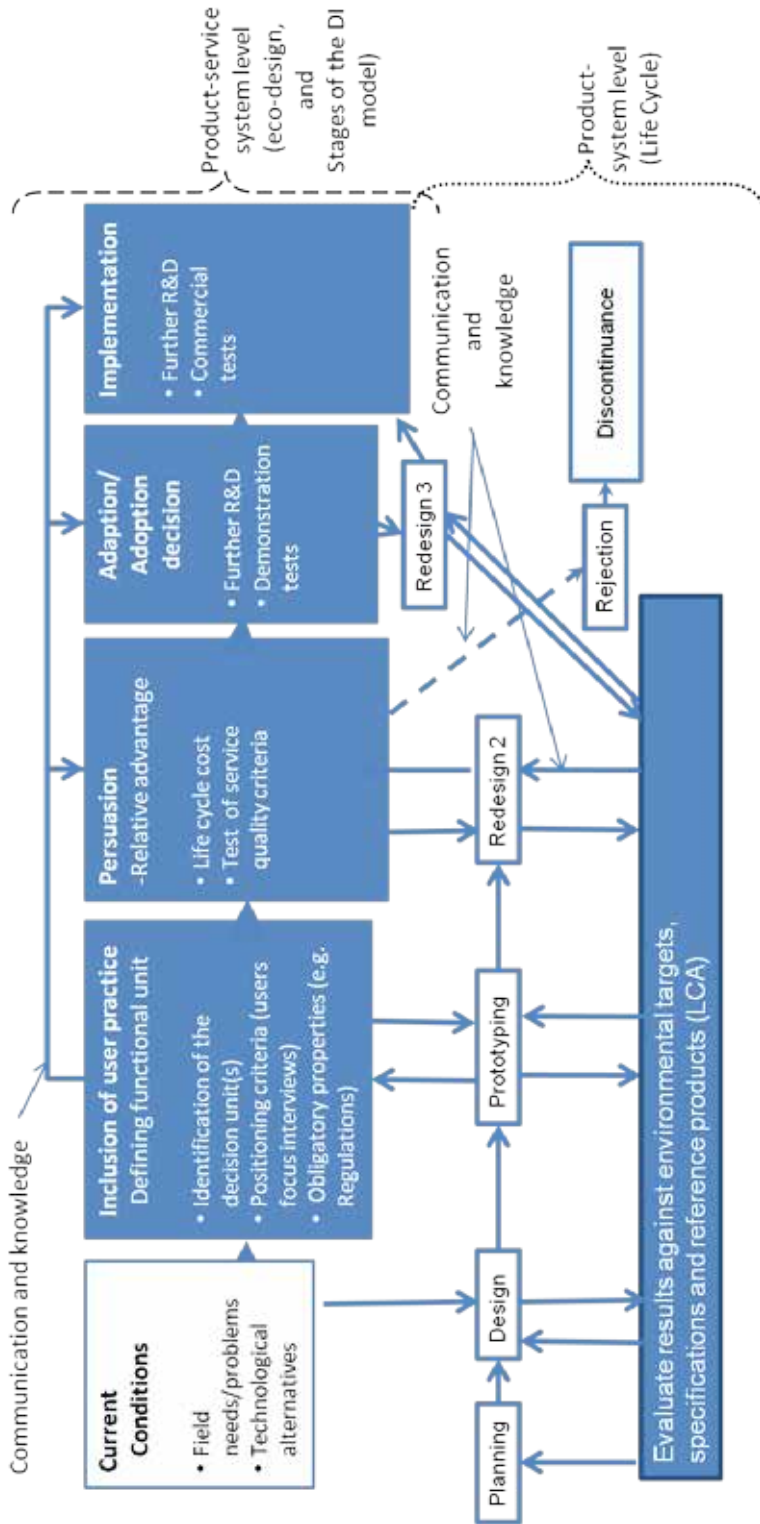 Communication and knowledge
Current
Conditions
• Field
needs/problems
• Technological
alternatives
Inclusion of user practice
Defining functional unit
• Identification of the
decision unit(s)
• Positioning criteria (users
focus interviews)
• Obligatory properties (e.g.
Regulations)
Persuasion
-Relative advantage
• Life cycle cost
• Test of service
quality criteria
Adaption/
Adoption
decision
• Further R&D
• Demonstration
tests
Implementation
• Further R&D
• Commercial
tests
Product-service
system level
(eco-design,
and
Stages of the DI
model)
Planning
Design
Prototyping
Redesign 2
Redesign 3
Communication
and
knowledge
Rejection
Discontinuance
Product-
system level
(Life Cycle)
Evaluate results against environmental targets,
specifications and reference products (LCA)